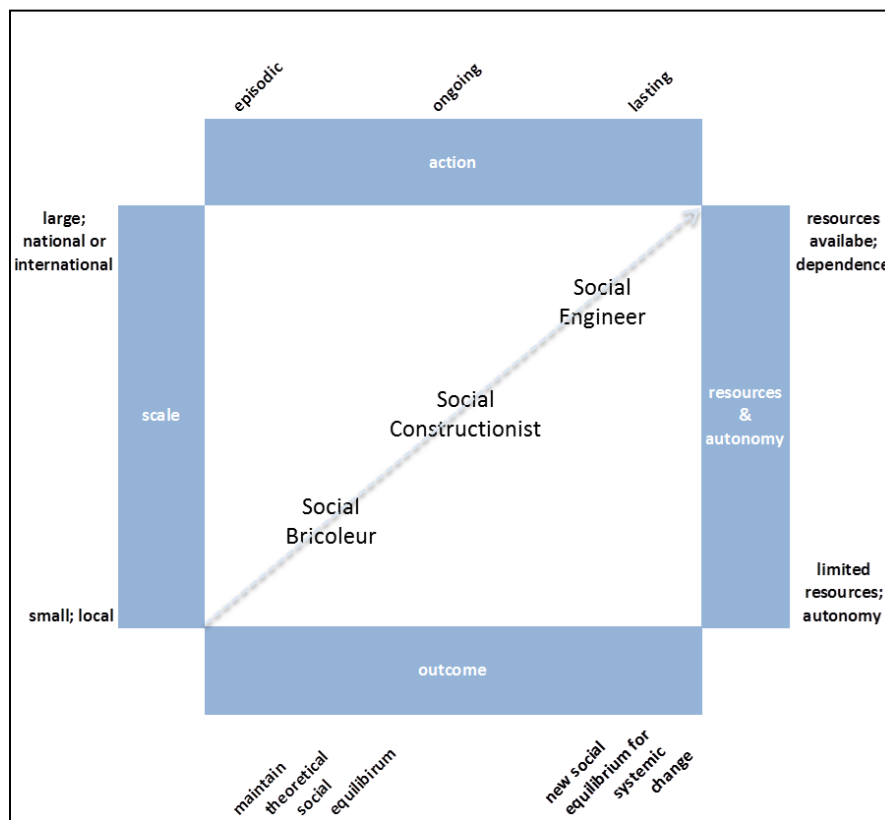 episodic
ongoing
lasting
action
large;
national or
international
resources
availabe;
dependence
Social
Engineer
scale
Social
Constructionist
resources
&
autonomy
Social
Bricoleur
small; local
limited
resources;
autonomy
outcome
maintain
theoretical
social
equilibirum
new social
equilibrium for
systemic
change